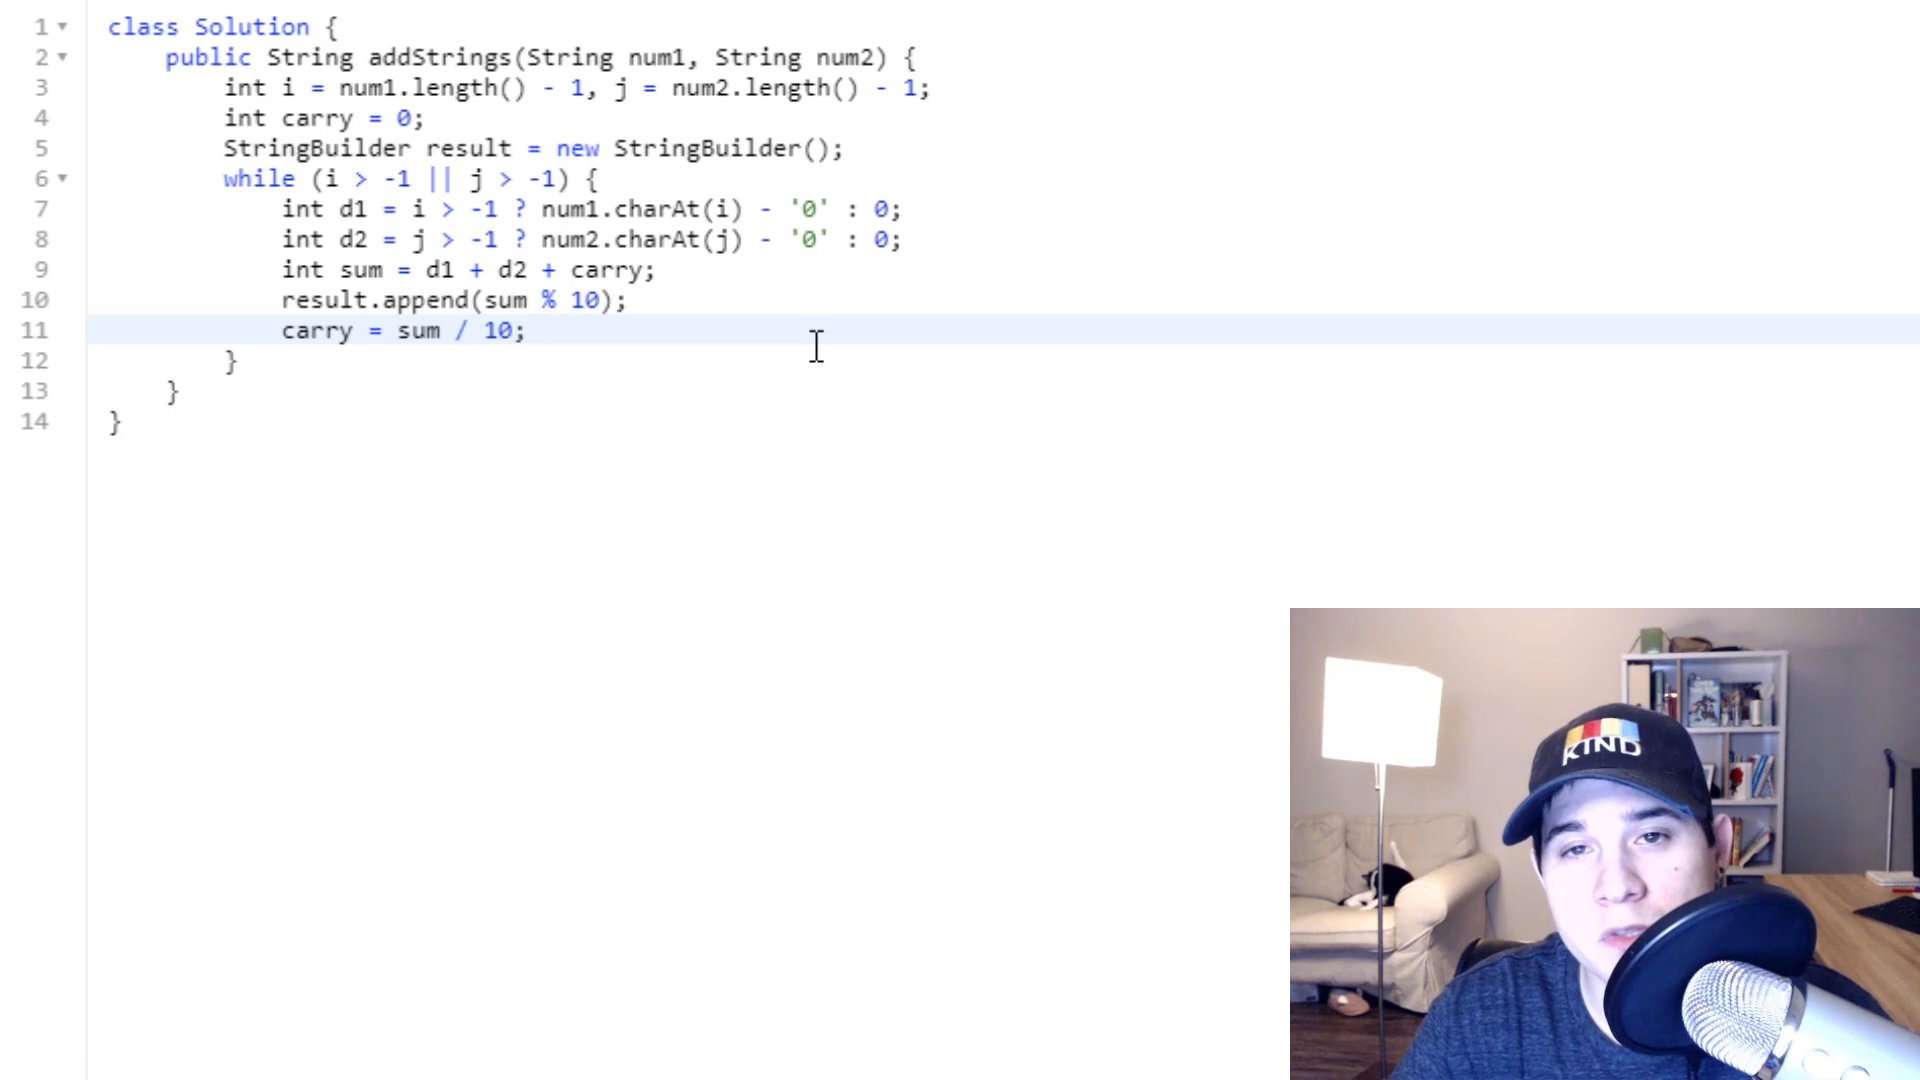 1 class Solution {
2 public String addStrings(String num1, String num2) {
3 int i = num1.length() - 1, j = num2.length() - 1;
4 int carry = 0;
5 StringBuilder result = new StringBuilder();
6 while (i > -1 || j > -1) {
7 int d1 = i > -1 ? num1.charAt(i) - '0' : 0;
8 int d2 = j > -1 ? num2.charAt(j) - '0' : 0;
9 int sum = d1 + d2 + carry;
10 result.append(sum % 10);
11 carry = sum / 10;
12 }
13 }
14 }
KIND